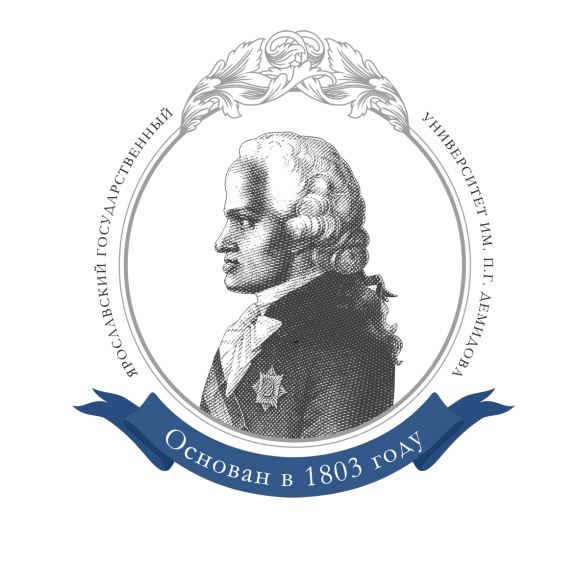 ЯРОСЛАВСКИЙ ГОСУДАРСТВЕННЫЙ
УНИВЕРСИТЕТ ИМ. П.Г. ДЕМИДОВА
Основан в 1803 году